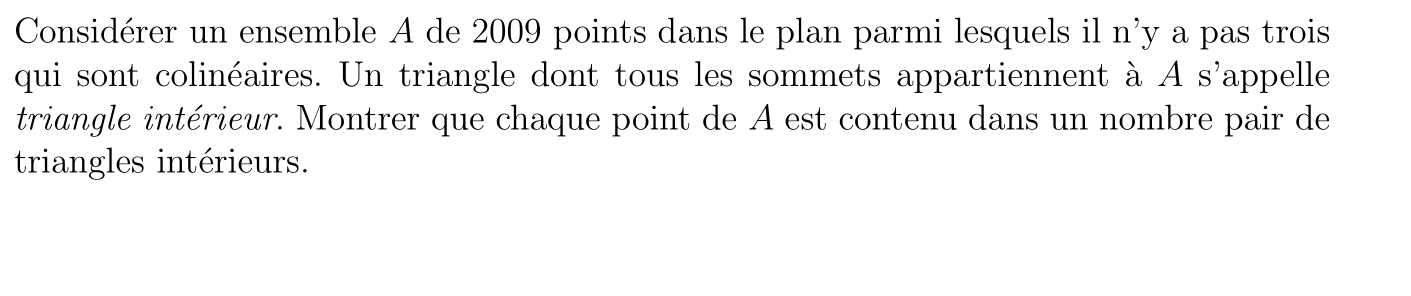 Considérer un ensemble A de 2009 points dans le plan parmi lesquels il n'y a pas trois
qui sont colinéaires. Un triangle dont tous les sommets appartiennent à A s'appelle
triangle intérieur. Montrer que chaque point de A est contenu dans un nombre pair de
triangles intérieurs.